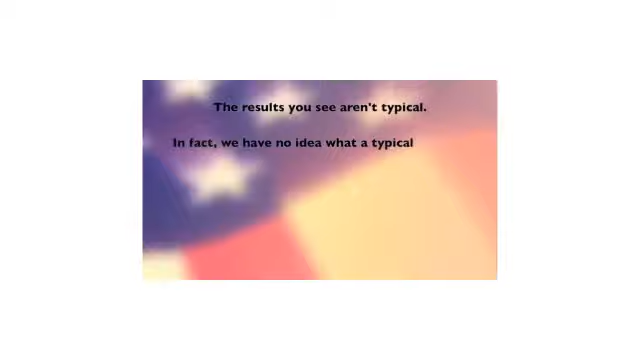 The results you see aren't typical.
In fact, we have no idea what a typical